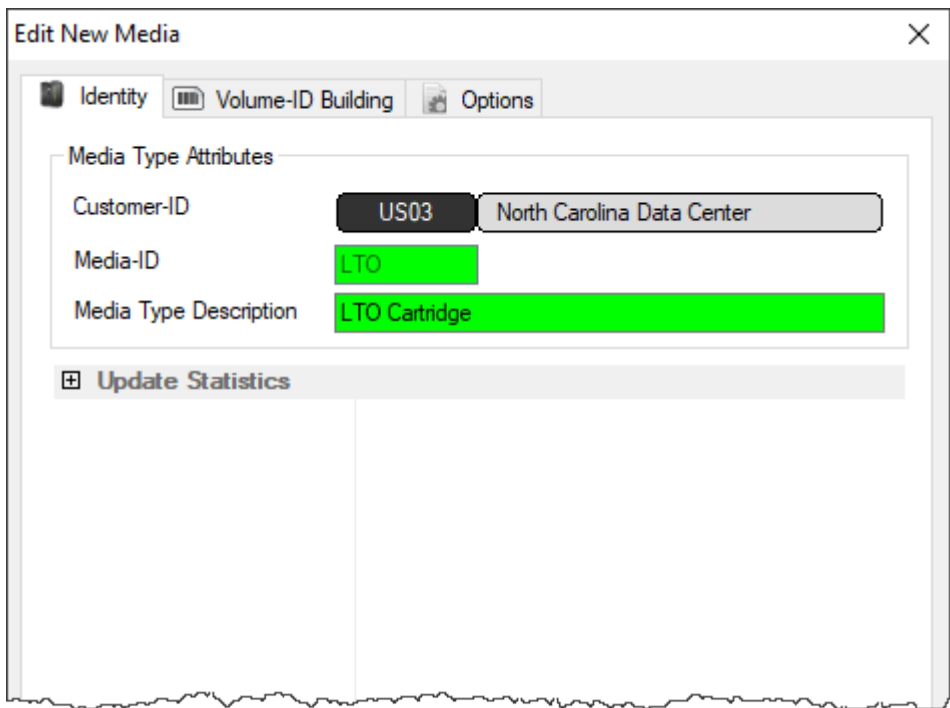 Edit New Media
Identity Volume-ID Building Options
Media Type Attributes
Customer-ID US03 North Carolina Data Center
Media-ID LTO
Media Type Description LTO Cartridge
Update Statistics